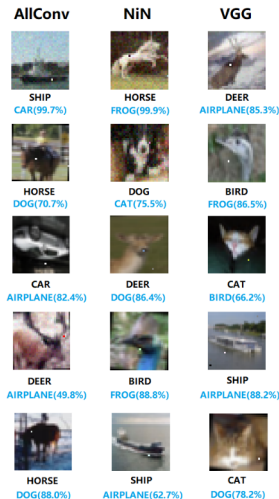 AllConv NiN VGG
SHIP HORSE DEER
CAR(99.7%) FROG(99.9%) AIRPLANE(85.3%)
HORSE DOG BIRD
DOG(70.7%) CAT(75.5%) FROG(86.5%)
CAR DEER CAT
AIRPLANE(82.4%) DOG(86.4%) BIRD(66.2%)
DEER BIRD SHIP
AIRPLANE(49.8%) FROG(88.8%) AIRPLANE(88.2%)
HORSE SHIP CAT
DOG(88.0%) AIRPLANE(62.7%) DOG(78.2%)